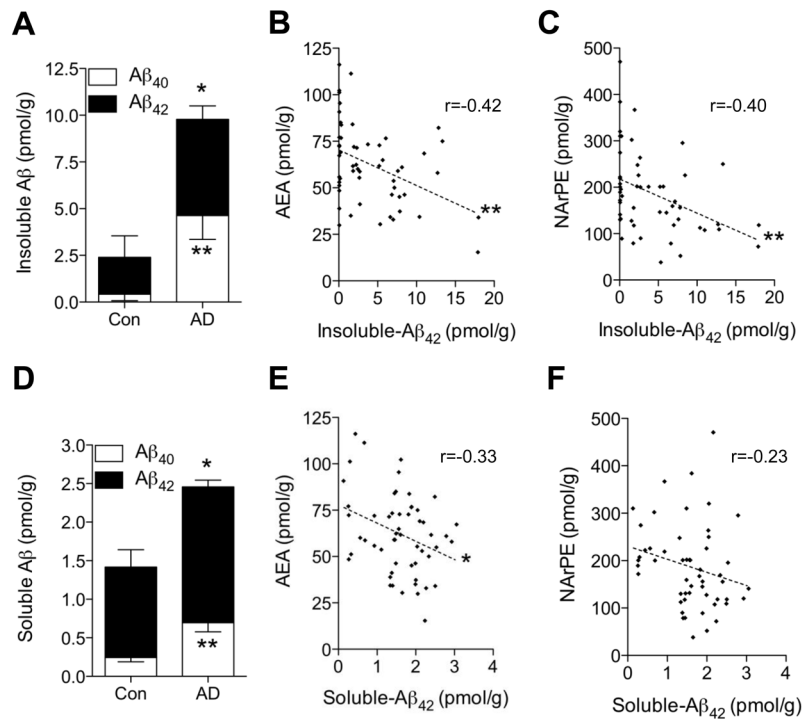 A
Insoluble Aβ (pmol/g)
12.5
10.0
7.5
5.0
2.5
0.0
Aβ40
Aβ42
*
**
Con
AD
B
AEA (pmol/g)
125
100
75
50
25
0
r=-0.42
**
0
5
10
15
20
Insoluble-Aβ42 (pmol/g)
C
NArPE (pmol/g)
500
400
300
200
100
0
r=-0.40
**
0
5
10
15
20
Insoluble-Aβ42 (pmol/g)
D
Soluble Aβ (pmol/g)
3.0
2.5
2.0
1.5
1.0
0.5
0.0
Aβ40
Aβ42
*
**
Con
AD
E
AEA (pmol/g)
125
100
75
50
25
0
r=-0.33
*
0
1
2
3
4
Soluble-Aβ42 (pmol/g)
F
NArPE (pmol/g)
500
400
300
200
100
0
r=-0.23
0
1
2
3
4
Soluble-Aβ42 (pmol/g)